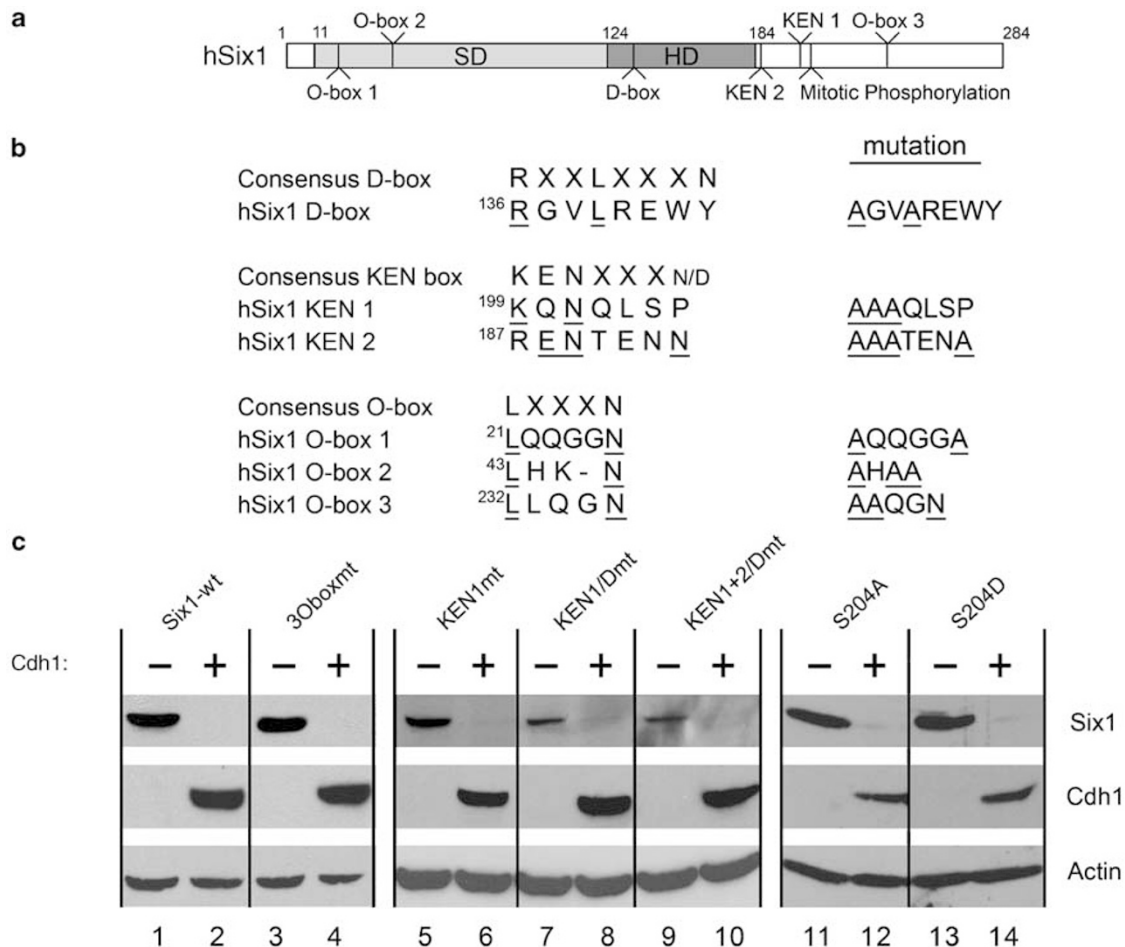 a
O-box 2
KEN 1
O-box 3
1
11
124
184
284
hSix1
SD
HD
O-box 1
D-box
KEN 2
Mitotic Phosphorylation
b
mutation
Consensus D-box R X X L X X X N
hSix1 D-box 136 R G V L R E W Y AGVAREWY
Consensus KEN box K E N X X X N/D
hSix1 KEN 1 199 K Q N Q L S P AAAQLSP
hSix1 KEN 2 187 R E N T E N N AAATENA
Consensus O-box L X X X N
hSix1 O-box 1 21 LQQGGN AQQGGA
hSix1 O-box 2 43 L H K - N AHAA
hSix1 O-box 3 232 L L Q G N AAQGN
c
Six1-wt 3Oboxmt KEN1mt KEN1/Dmt KEN1+2/Dmt S204A S204D
Cdh1: − + − + − + − + − + − + − +
Six1
Cdh1
Actin
1 2 3 4 5 6 7 8 9 10 11 12 13 14